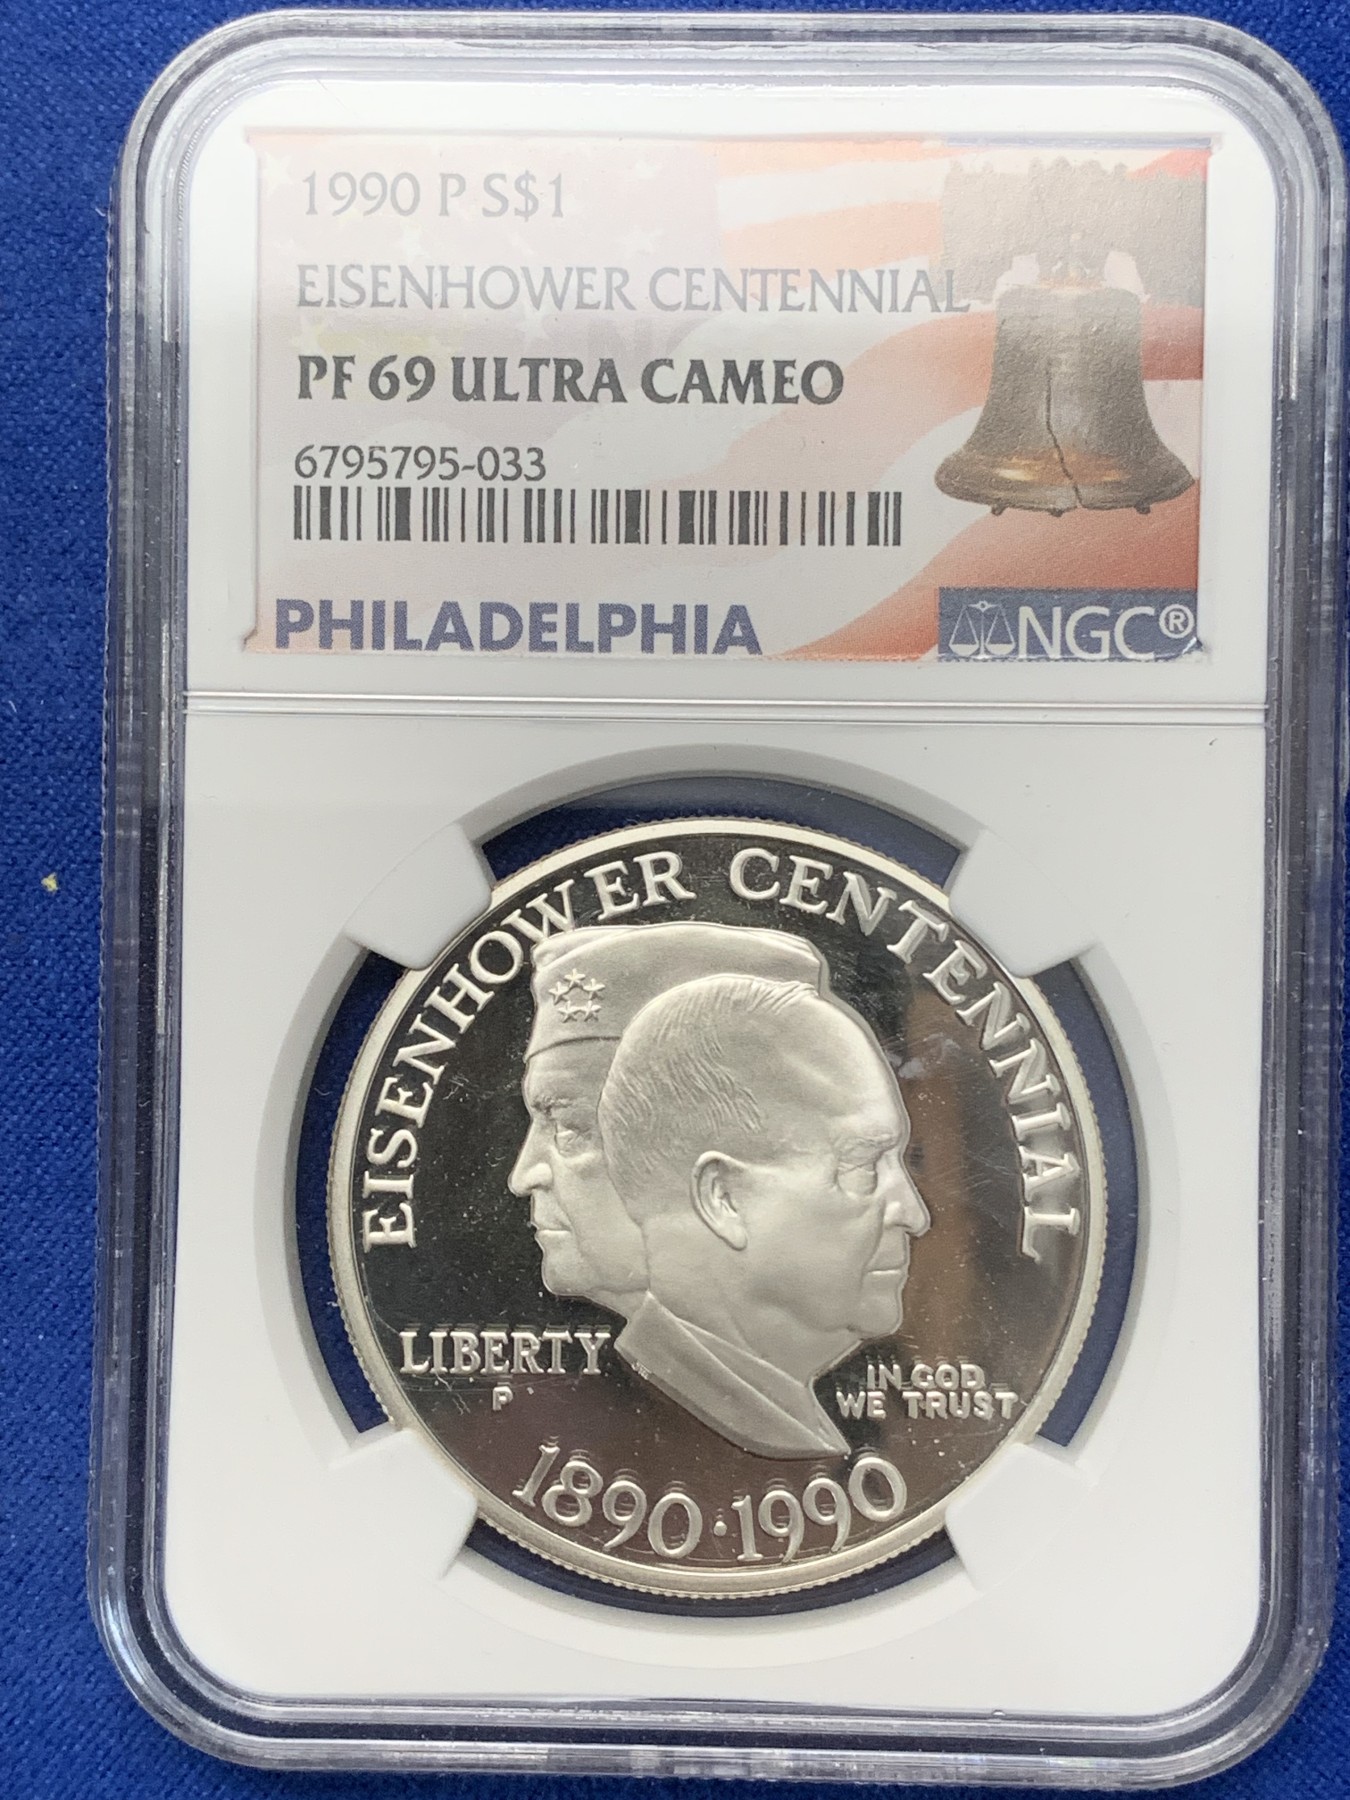 1990 P S$1
EISENHOWER CENTENNIAL
PF 69 ULTRA CAMEO
6795795-033
PHILADELPHIA
NGC®
EISENHOWER CENTENNIAL
LIBERTY
P
IN GOD
WE TRUST
1890·1990